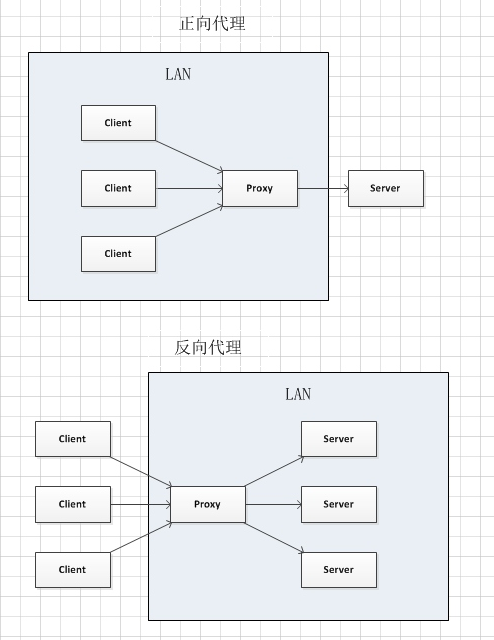 正向代理
LAN
Client
Client
Proxy
Server
Client
反向代理
LAN
Client
Server
Client
Proxy
Server
Client
Server